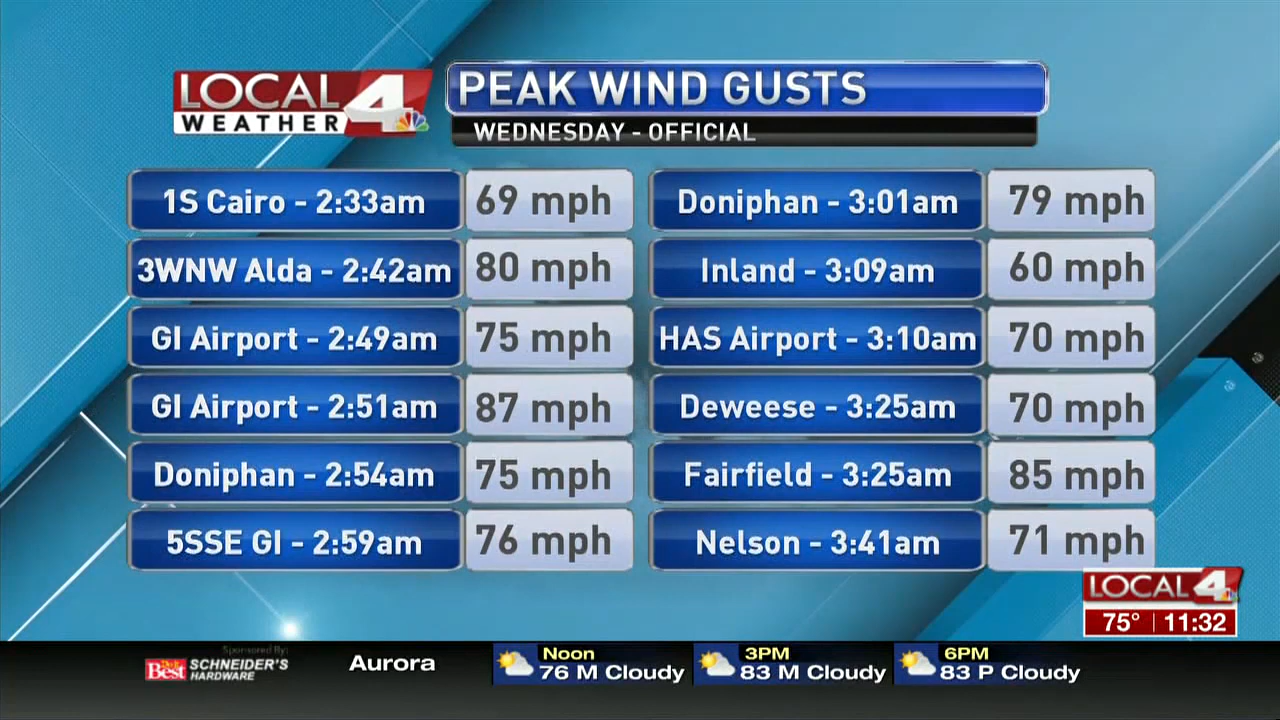 LOCAL 4
WEATHER
PEAK WIND GUSTS
WEDNESDAY - OFFICIAL
1S Cairo - 2:33am 69 mph
3WNW Alda - 2:42am 80 mph
GI Airport - 2:49am 75 mph
GI Airport - 2:51am 87 mph
Doniphan - 2:54am 75 mph
5SSE GI - 2:59am 76 mph
Doniphan - 3:01am 79 mph
Inland - 3:09am 60 mph
HAS Airport - 3:10am 70 mph
Deweese - 3:25am 70 mph
Fairfield - 3:25am 85 mph
Nelson - 3:41am 71 mph
LOCAL 4
75° 11:32
Sponsored By:
Do it Best
SCHNEIDER'S
HARDWARE
Aurora
Noon
76 M Cloudy
3PM
83 M Cloudy
6PM
83 P Cloudy